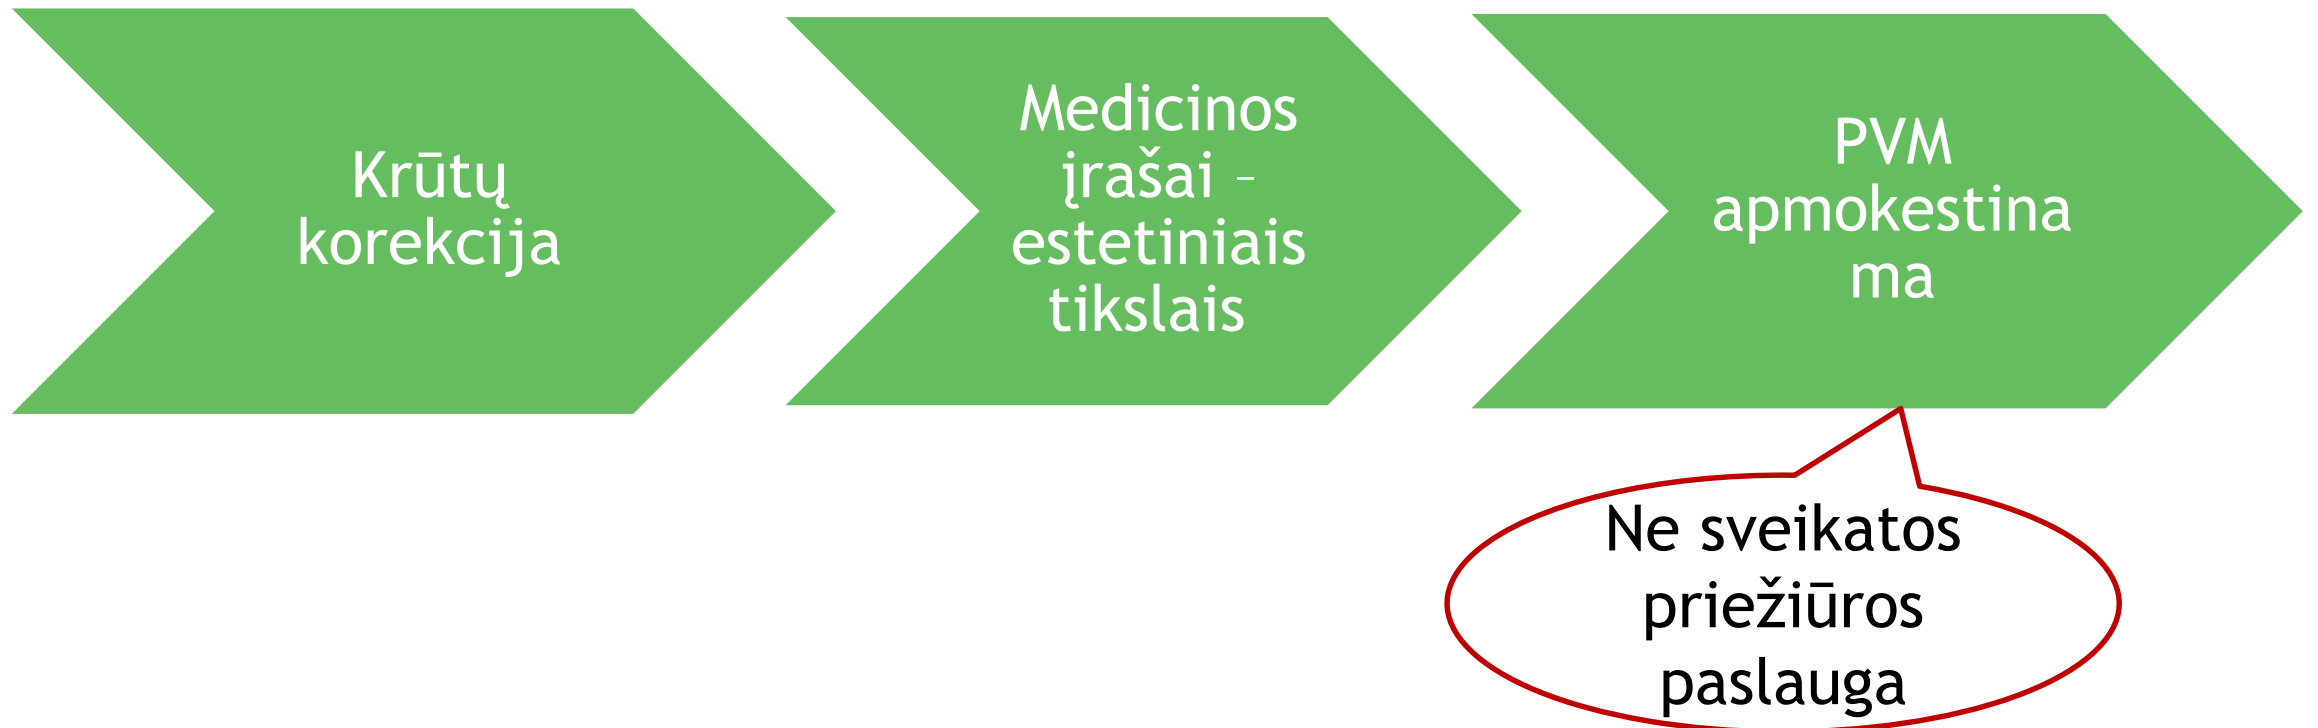 Krūtų
korekcija
Medicinos
įrašai –
estetiniais
tikslais
PVM
apmokestina
ma
Ne sveikatos
priežiūros
paslauga